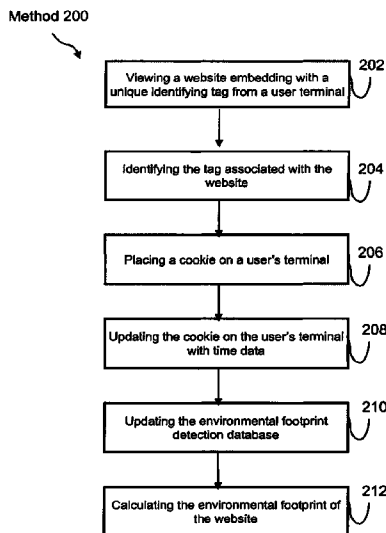 Method 200
202
Viewing a website embedding with a
unique identifying tag from a user terminal
204
Identifying the tag associated with the
website
206
Placing a cookie on a user's terminal
208
Updating the cookie on the user's terminal
with time data
210
Updating the environmental footprint
detection database
212
Calculating the environmental footprint of
the website